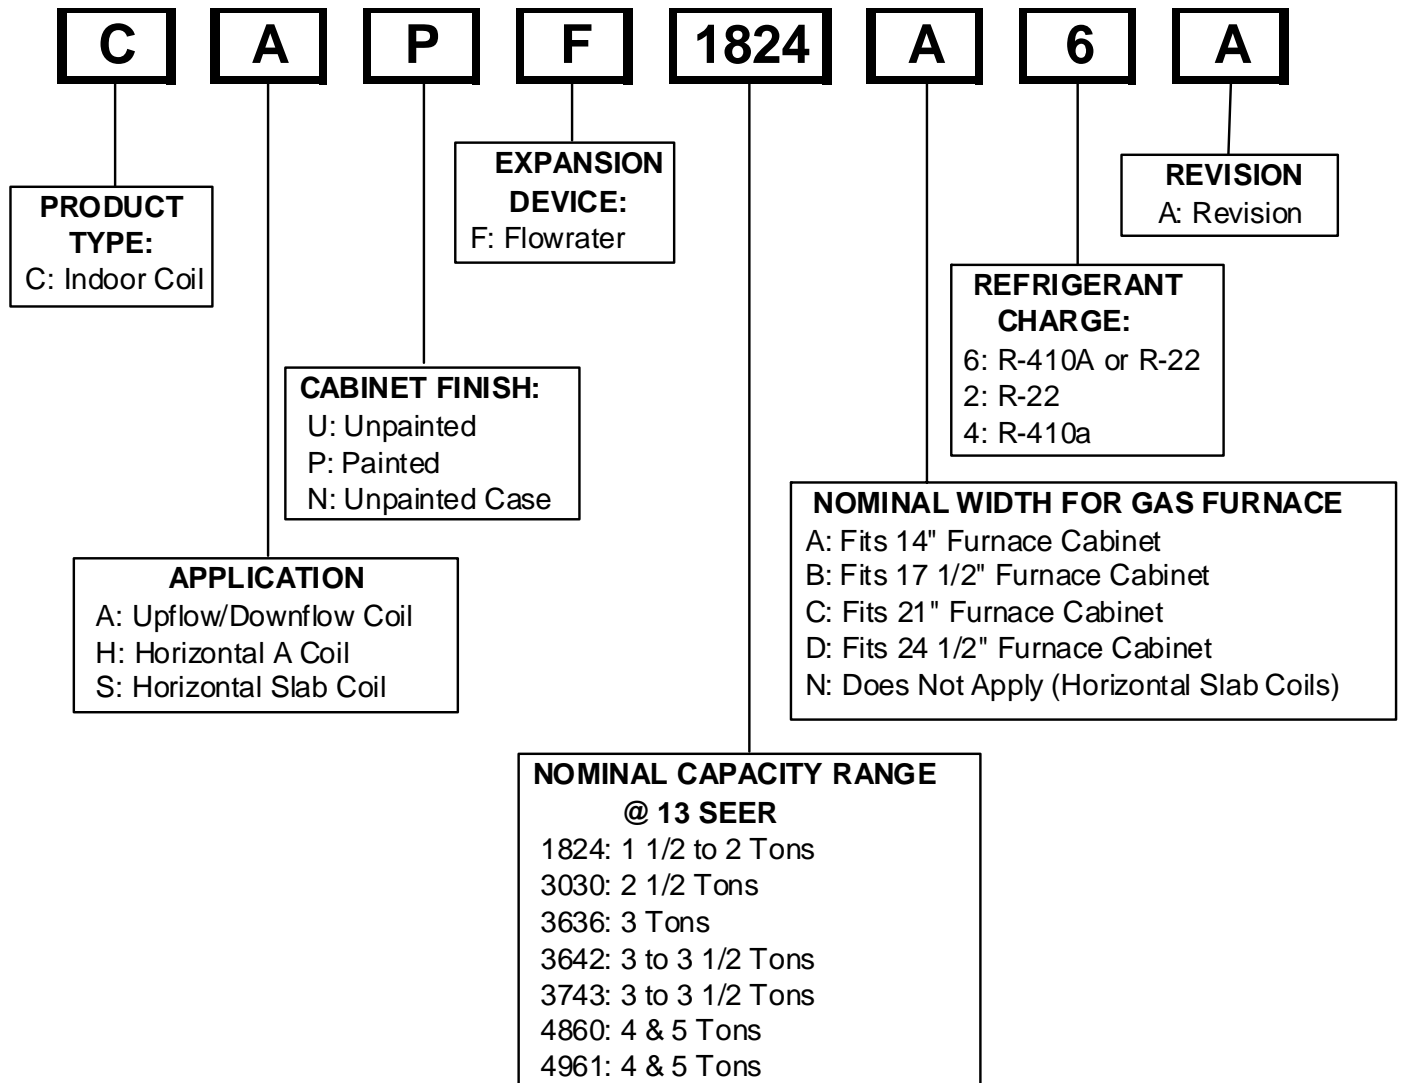 C A P F 1824 A 6 A
PRODUCT
TYPE:
C: Indoor Coil
EXPANSION
DEVICE:
F: Flowrater
REVISION
A: Revision
REFRIGERANT
CHARGE:
6: R-410A or R-22
2: R-22
4: R-410a
CABINET FINISH:
U: Unpainted
P: Painted
N: Unpainted Case
NOMINAL WIDTH FOR GAS FURNACE
A: Fits 14" Furnace Cabinet
B: Fits 17 1/2" Furnace Cabinet
C: Fits 21" Furnace Cabinet
D: Fits 24 1/2" Furnace Cabinet
N: Does Not Apply (Horizontal Slab Coils)
APPLICATION
A: Upflow/Downflow Coil
H: Horizontal A Coil
S: Horizontal Slab Coil
NOMINAL CAPACITY RANGE
@ 13 SEER
1824: 1 1/2 to 2 Tons
3030: 2 1/2 Tons
3636: 3 Tons
3642: 3 to 3 1/2 Tons
3743: 3 to 3 1/2 Tons
4860: 4 & 5 Tons
4961: 4 & 5 Tons